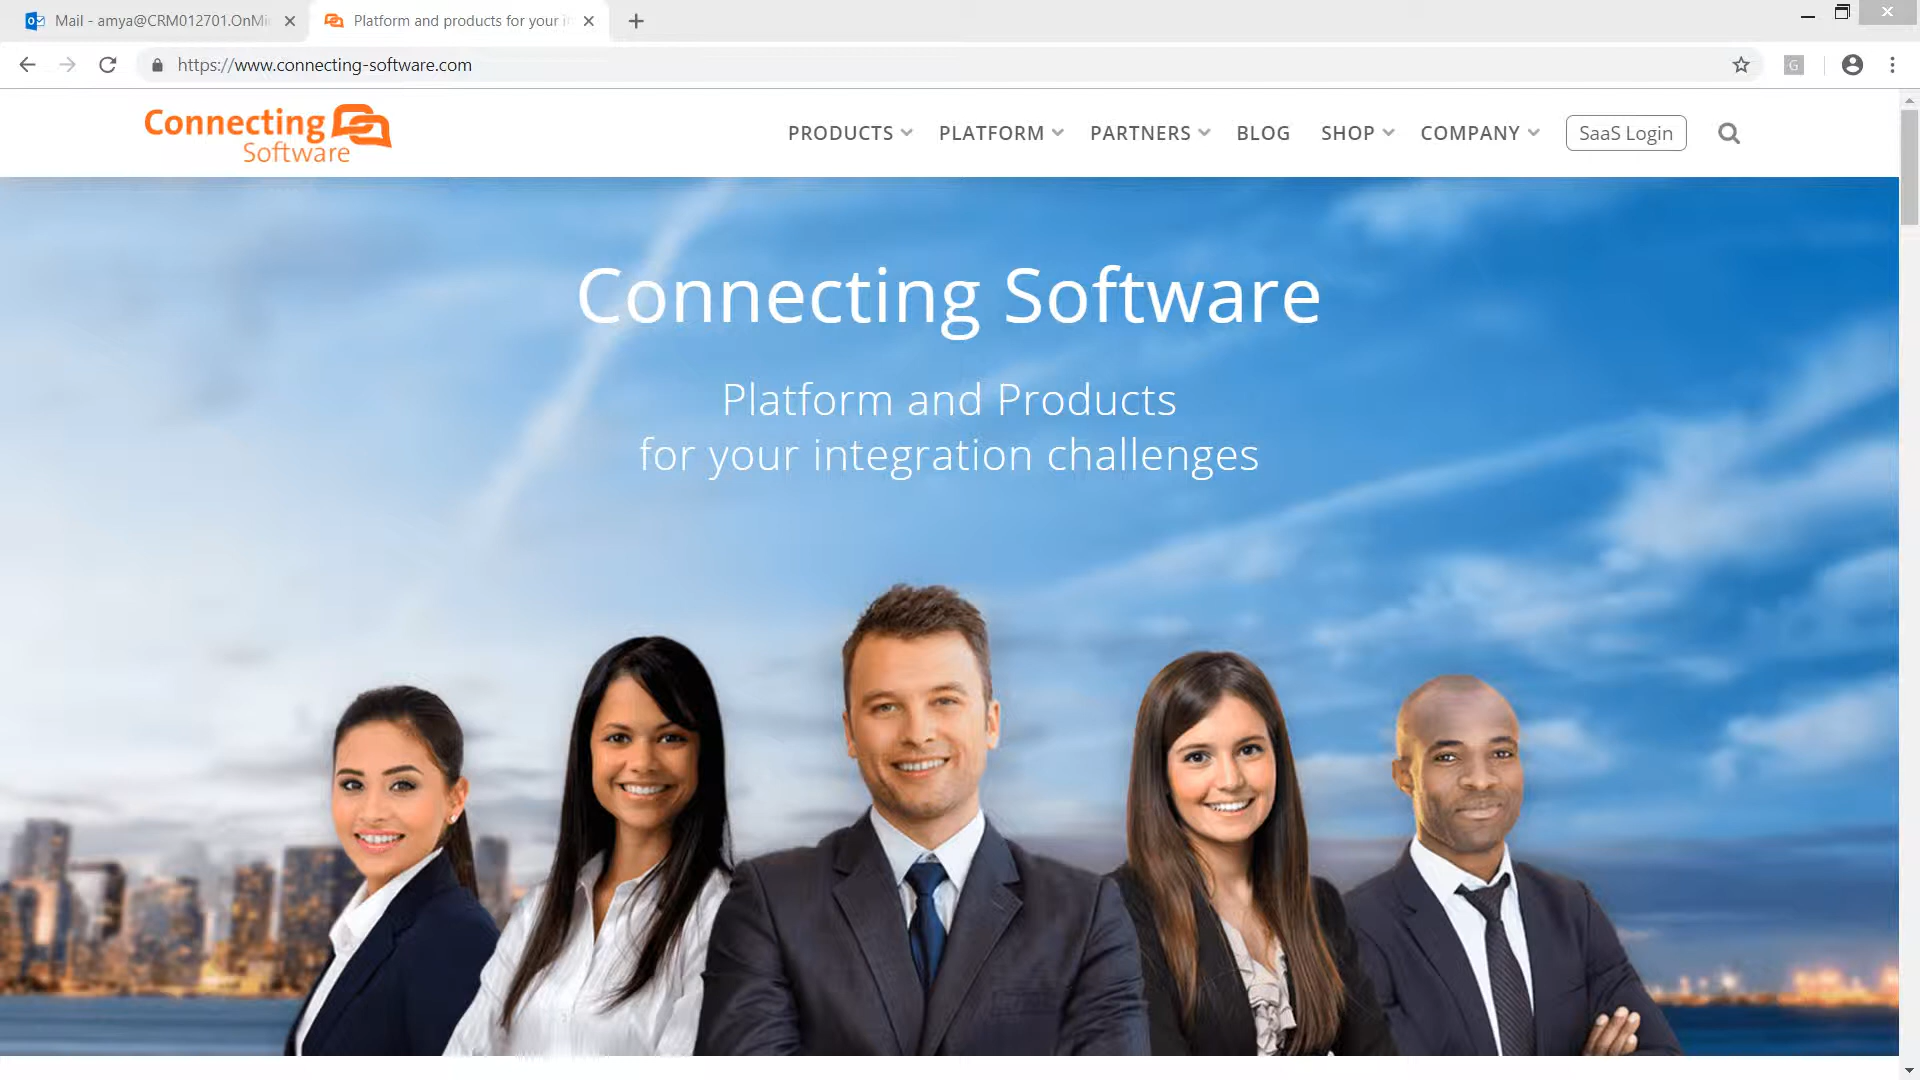 Mail - amya@CRM012701.OnMi
Platform and products for your i
https://www.connecting-software.com
G
Connecting
Software
PRODUCTS
PLATFORM
PARTNERS
BLOG
SHOP
COMPANY
SaaS Login
Connecting Software
Platform and Products
for your integration challenges